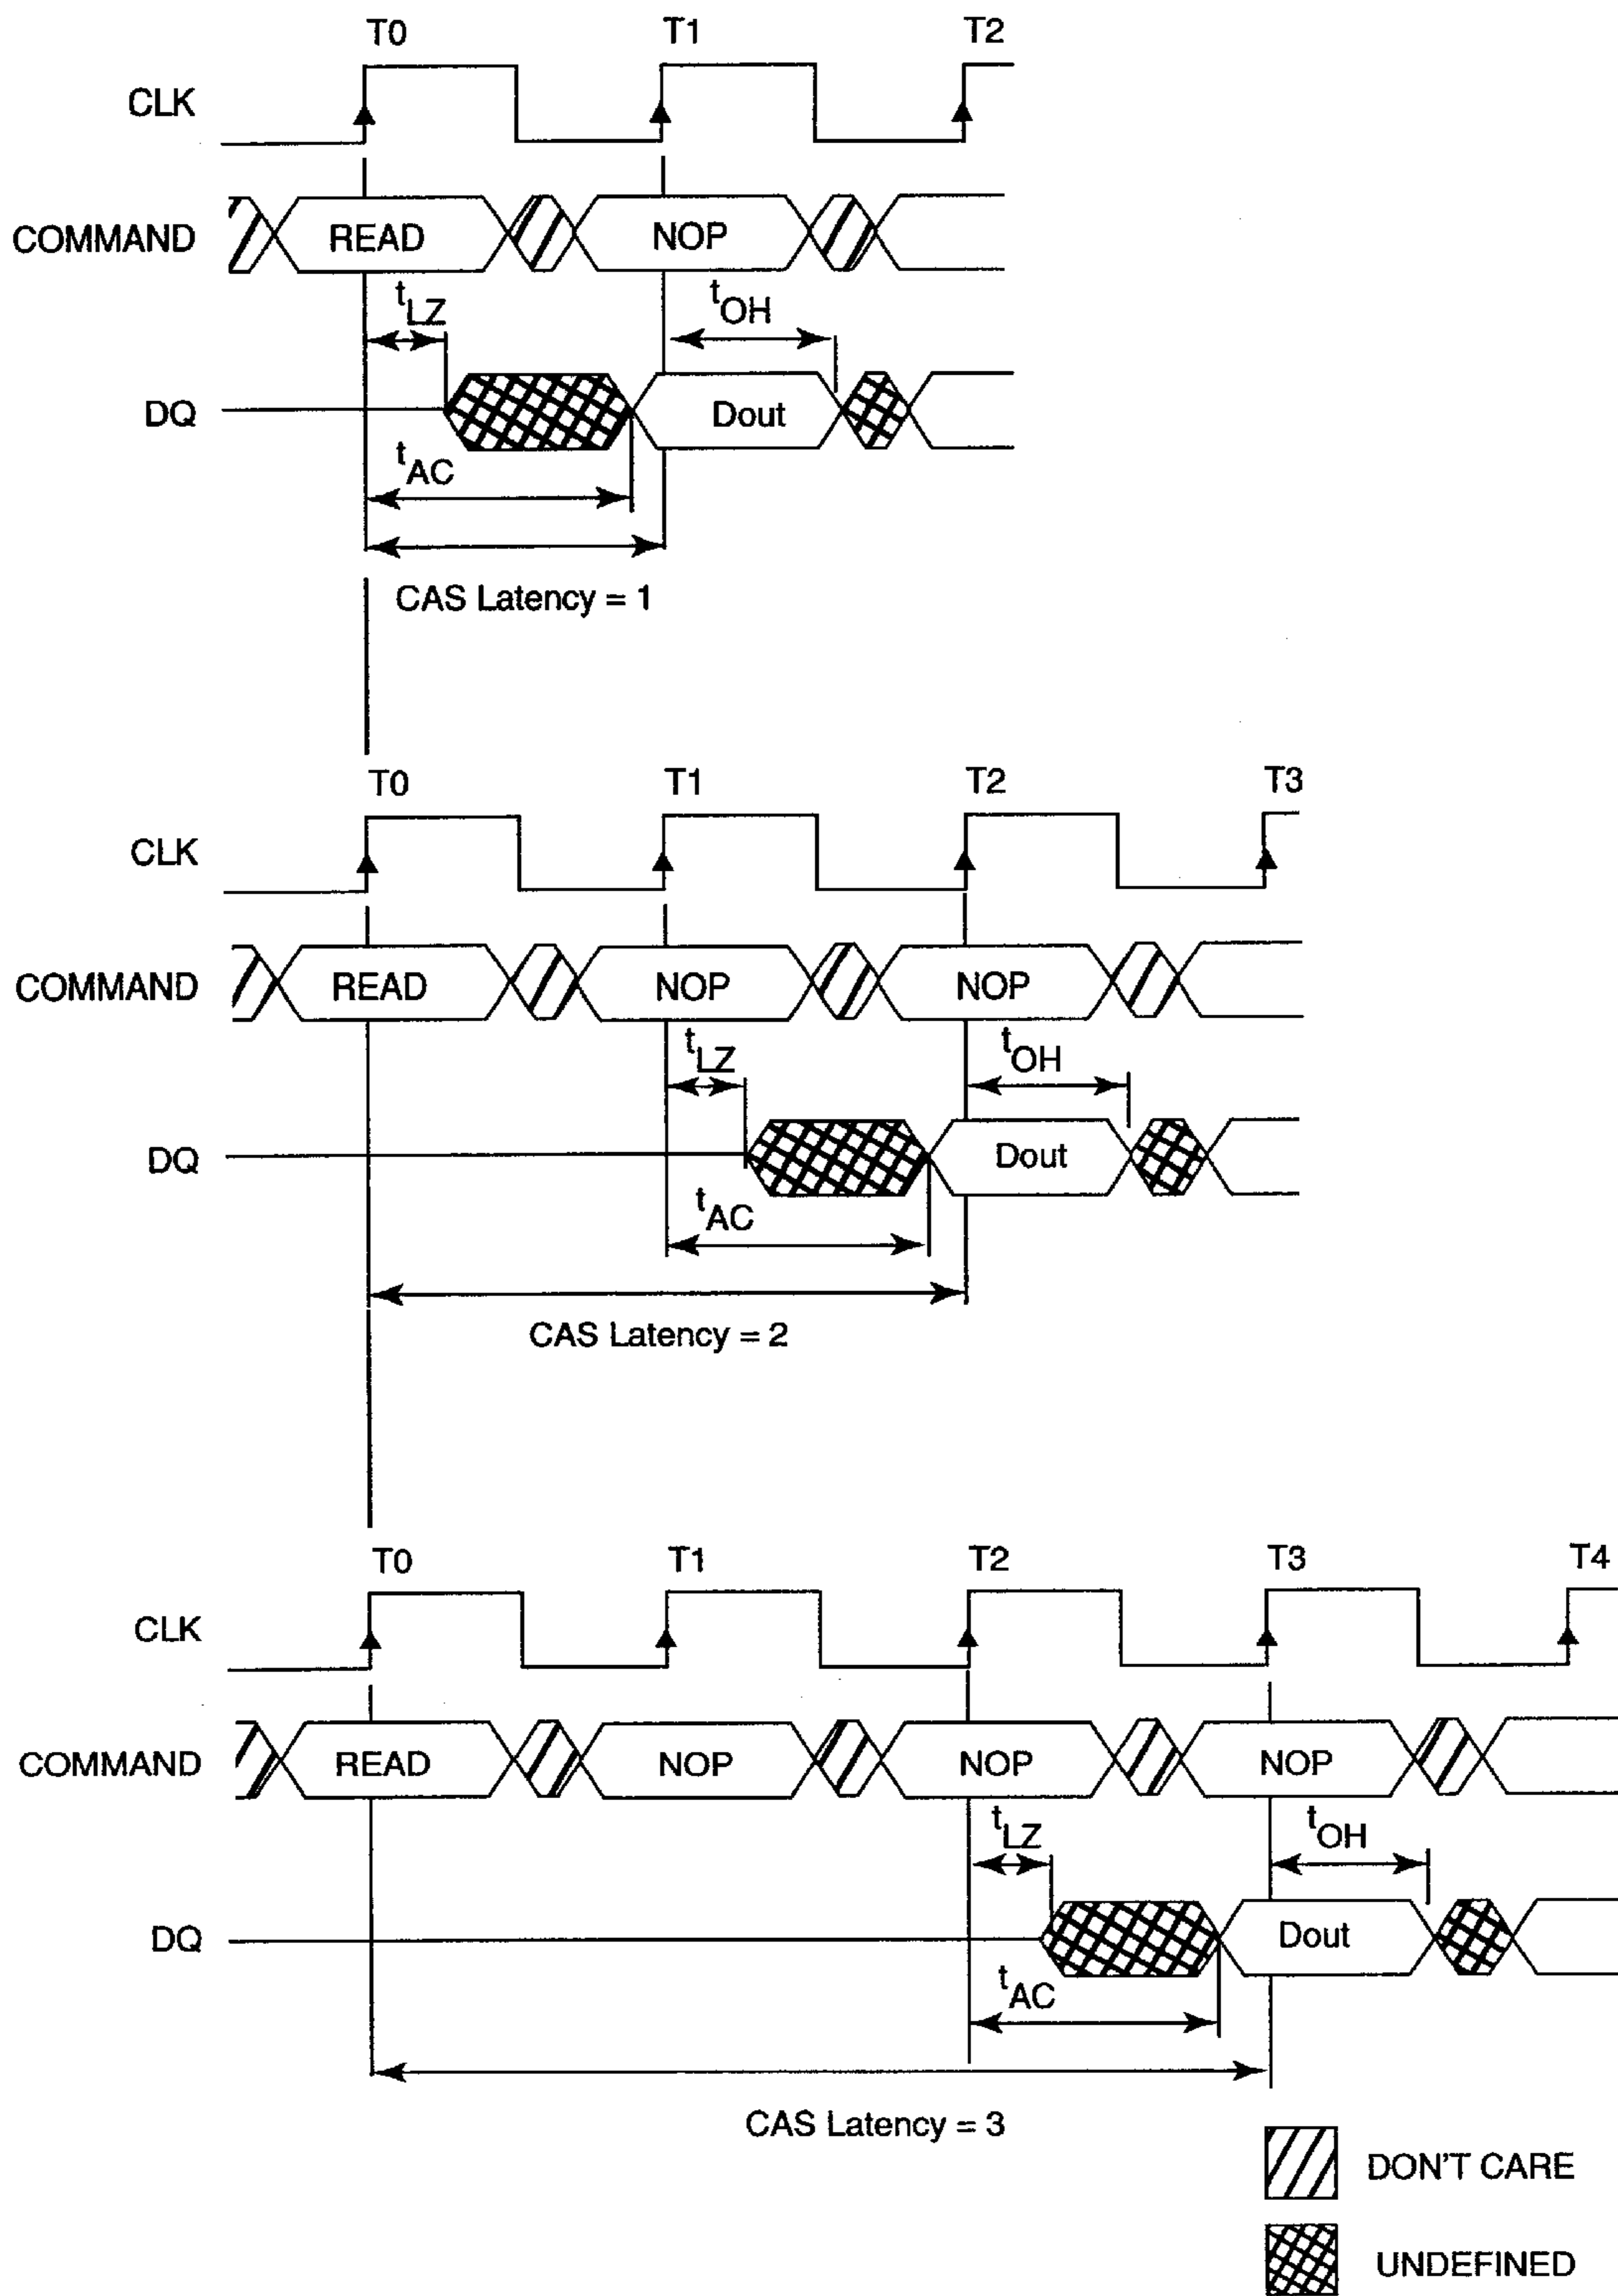 T0 T1 T2
CLK
COMMAND READ NOP
tLZ tOH
DQ Dout
tAC
CAS Latency = 1
T0 T1 T2 T3
CLK
COMMAND READ NOP NOP
tLZ tOH
DQ Dout
tAC
CAS Latency = 2
T0 T1 T2 T3 T4
CLK
COMMAND READ NOP NOP NOP
tLZ tOH
DQ Dout
tAC
CAS Latency = 3
DON'T CARE
UNDEFINED